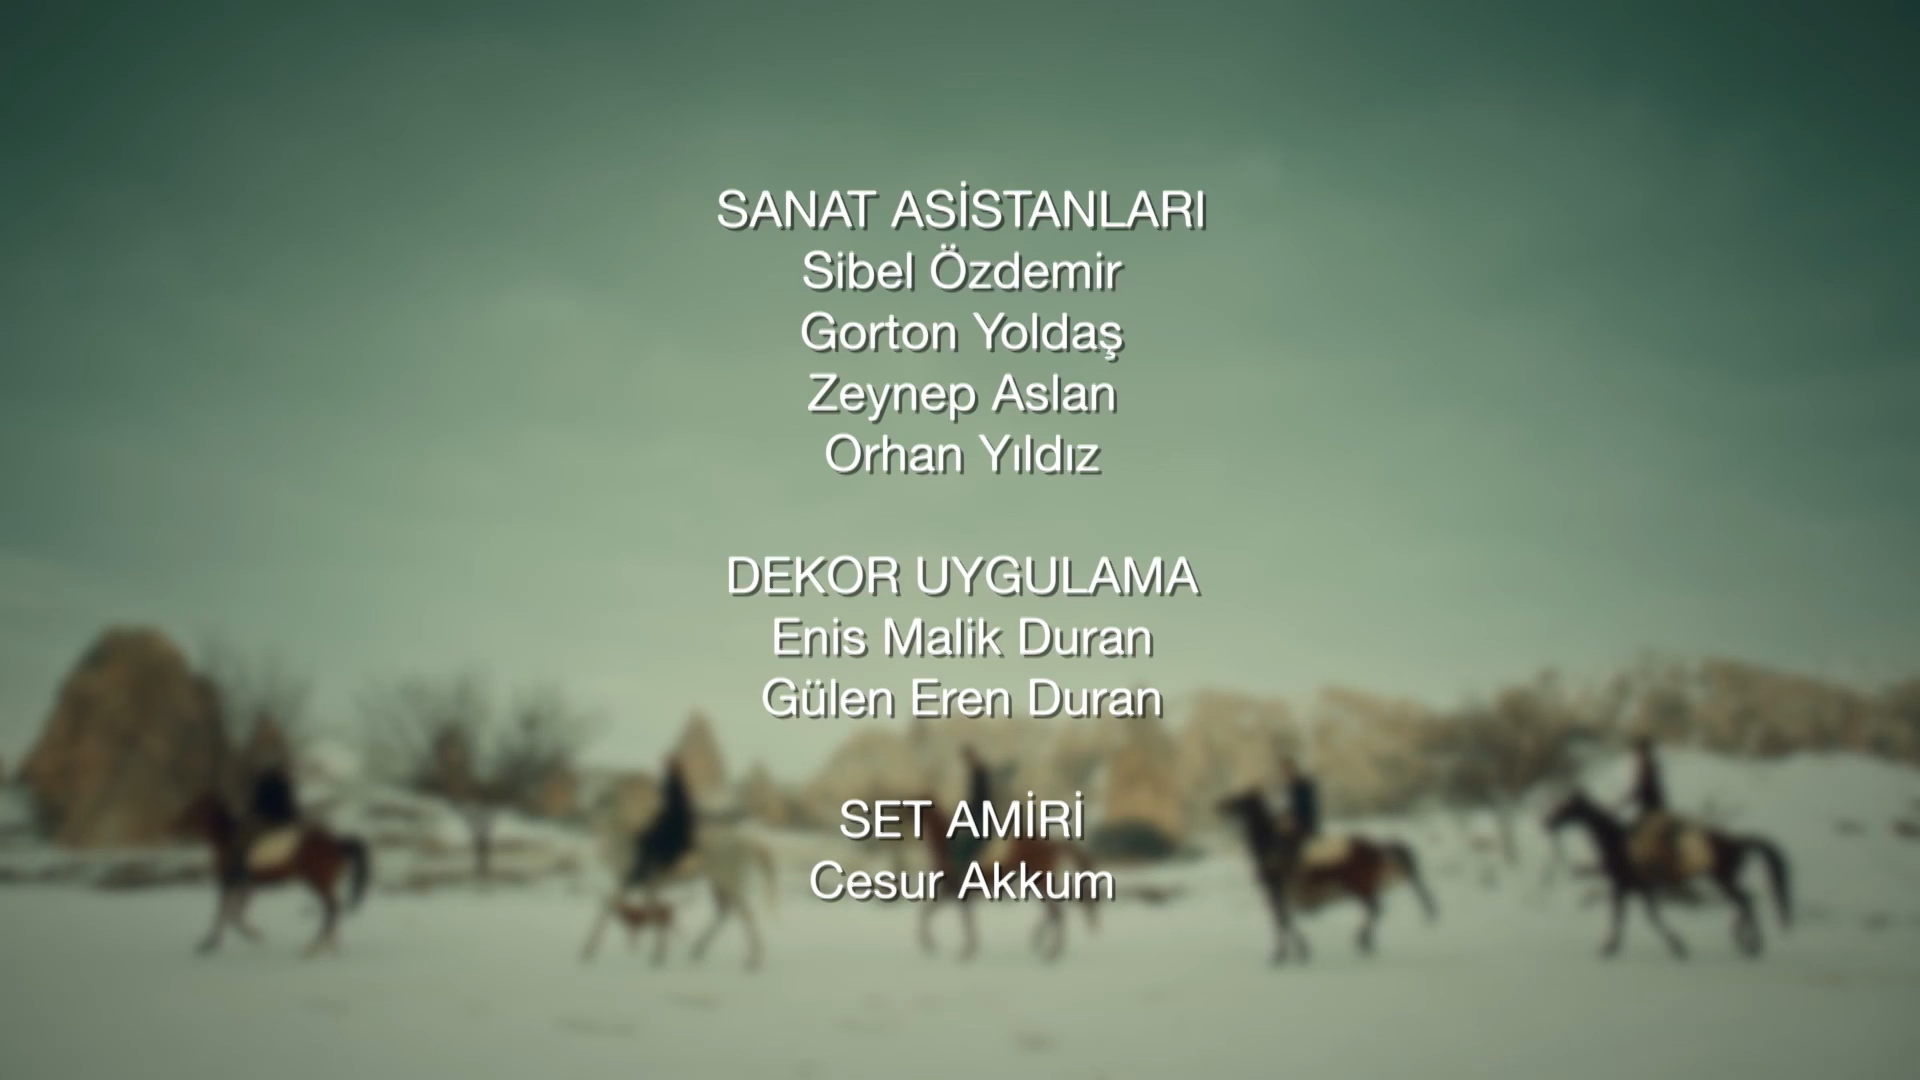 SANAT ASİSTANLARI
Sibel Özdemir
Gorton Yoldaş
Zeynep Aslan
Orhan Yıldız
DEKOR UYGULAMA
Enis Malik Duran
Gülen Eren Duran
SET AMİRİ
Cesur Akkum